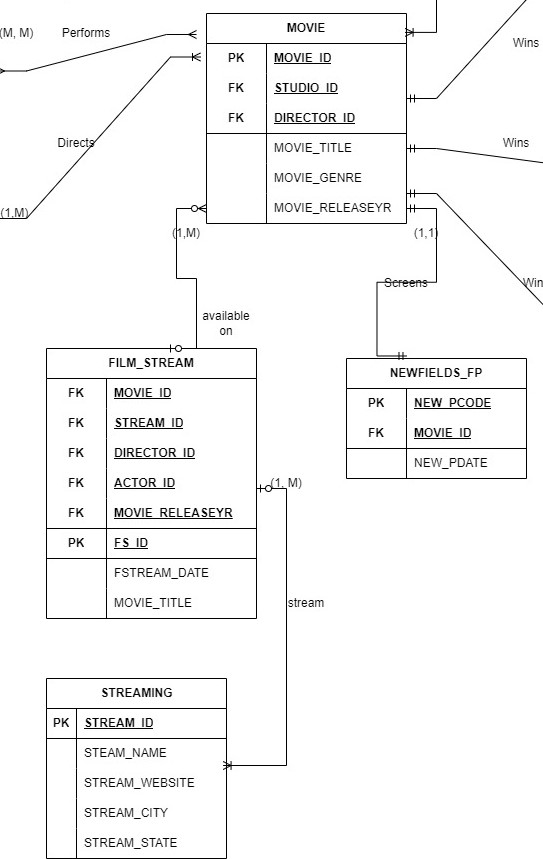 (M, M)
Performs
MOVIE
PK MOVIE_ID
FK STUDIO_ID
FK DIRECTOR_ID
MOVIE_TITLE
MOVIE_GENRE
MOVIE_RELEASEYR
Wins
Directs
Wins
(1,M)
(1,M)
(1,1)
Screens
Win
available
on
FILM_STREAM
FK MOVIE_ID
FK STREAM_ID
FK DIRECTOR_ID
FK ACTOR_ID
FK MOVIE_RELEASEYR
PK FS_ID
FSTREAM_DATE
MOVIE_TITLE
NEWFIELDS_FP
PK NEW_PCODE
FK MOVIE_ID
NEW_PDATE
(1, M)
stream
STREAMING
PK STREAM_ID
STEAM_NAME
STREAM_WEBSITE
STREAM_CITY
STREAM_STATE